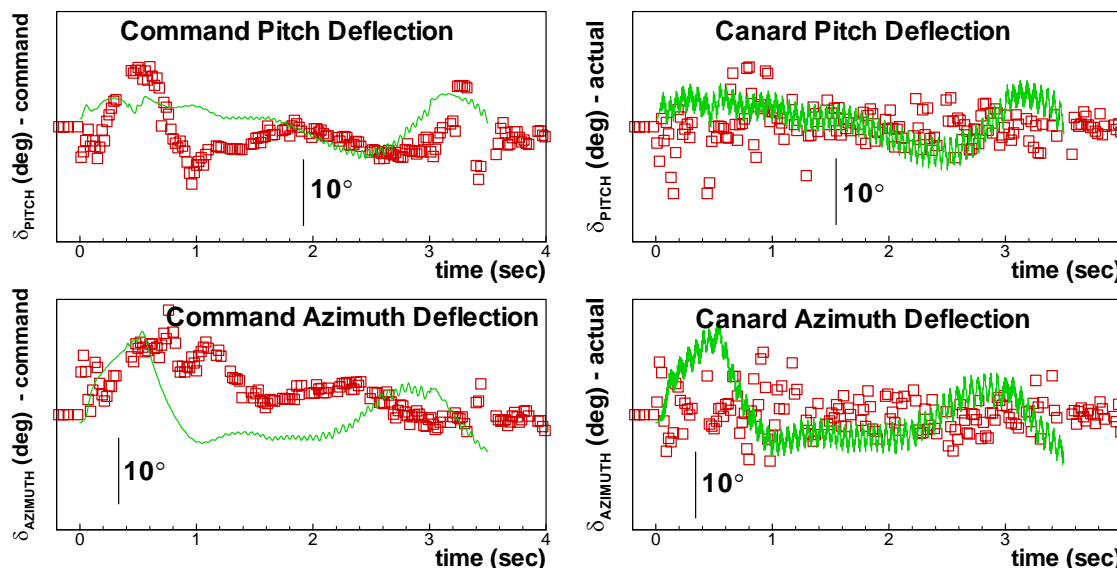 Command Pitch Deflection
δPITCH (deg) - command
10°
0 1 2 3 4
time (sec)
Canard Pitch Deflection
δPITCH (deg) - actual
10°
0 1 2 3
time (sec)
Command Azimuth Deflection
δAZIMUTH (deg) - command
10°
0 1 2 3 4
time (sec)
Canard Azimuth Deflection
δAZIMUTH (deg) - actual
10°
0 1 2 3
time (sec)